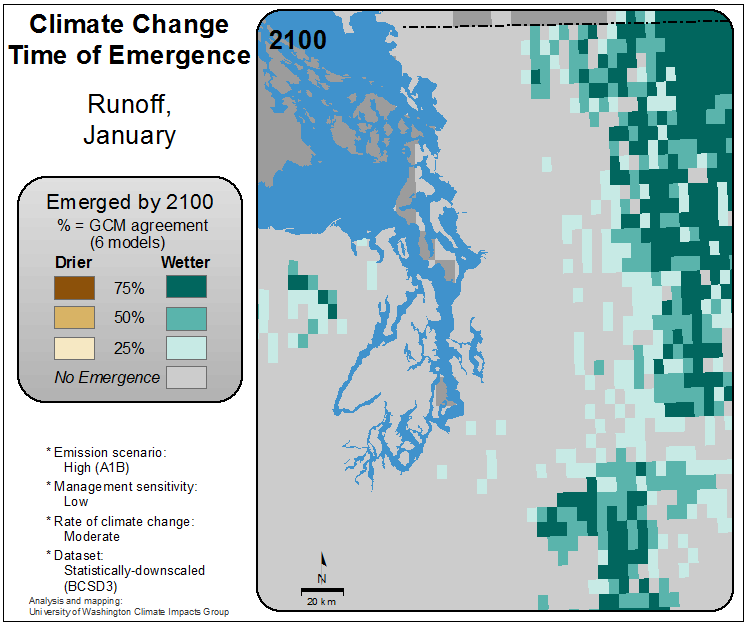 Climate Change
Time of Emergence
Runoff,
January
Emerged by 2100
% = GCM agreement
(6 models)
Drier Wetter
75%
50%
25%
No Emergence
* Emission scenario:
High (A1B)
* Management sensitivity:
Low
* Rate of climate change:
Moderate
* Dataset:
Statistically-downscaled
(BCSD3)
Analysis and mapping:
University of Washington Climate Impacts Group
2100
N
20 km